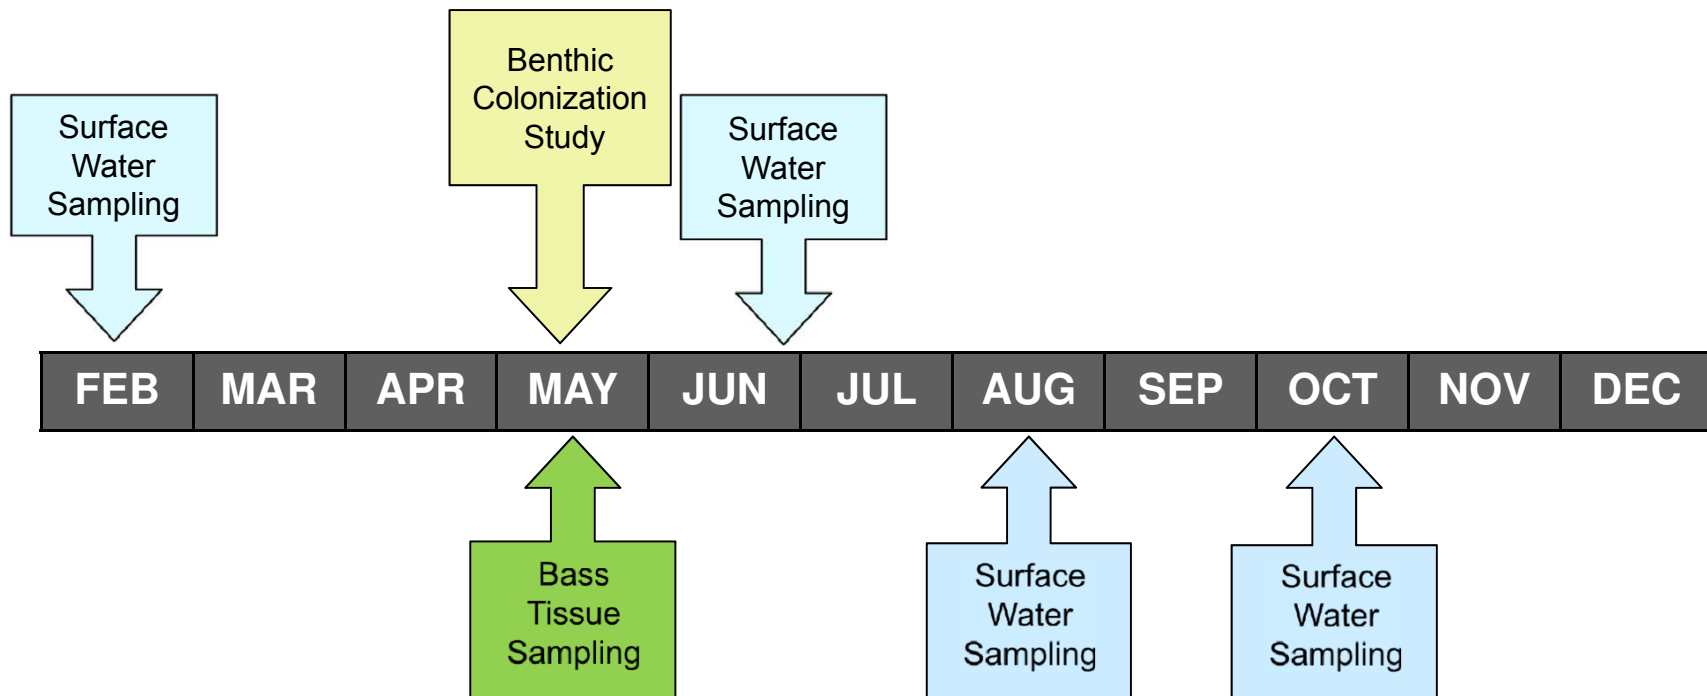 Benthic
Colonization
Study
Surface
Water
Sampling
Surface
Water
Sampling
FEB MAR APR MAY JUN JUL AUG SEP OCT NOV DEC
Bass
Tissue
Sampling
Surface
Water
Sampling
Surface
Water
Sampling